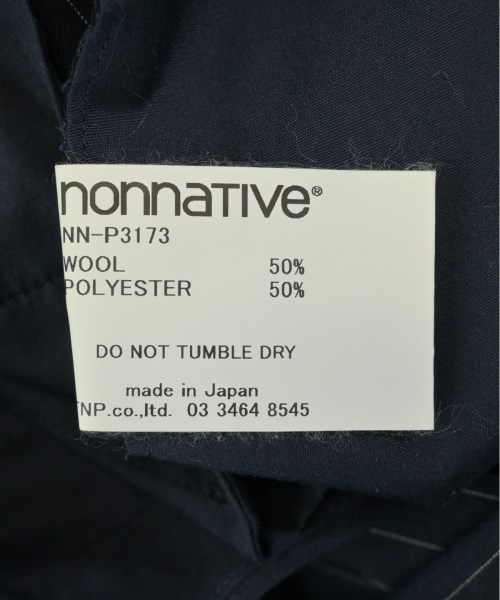 nonnative®
NN-P3173
WOOL 50%
POLYESTER 50%
DO NOT TUMBLE DRY
made in Japan
TNP.co.,ltd. 03 3464 8545